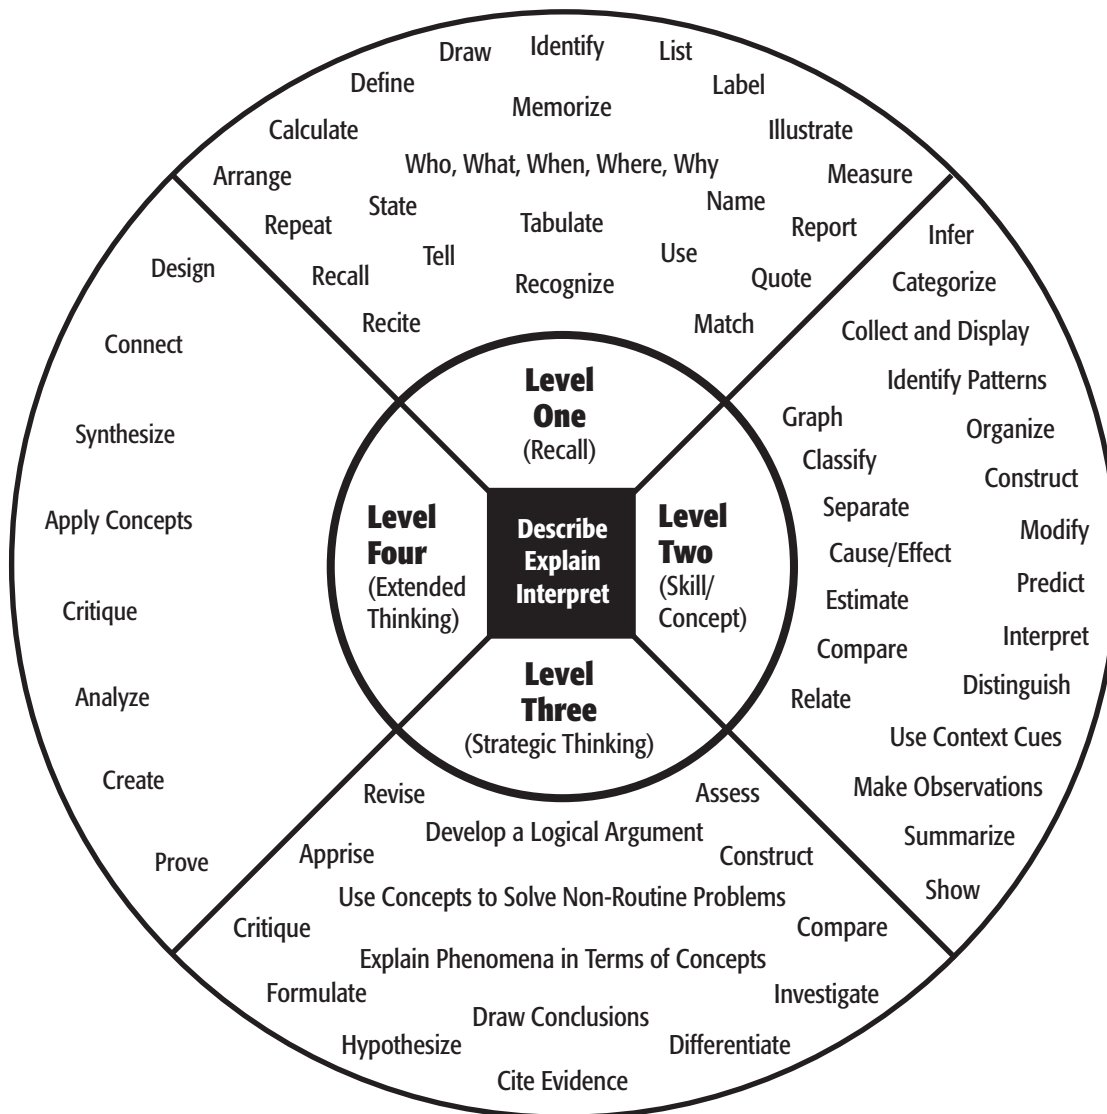 Draw
Identify
List
Define
Label
Memorize
Calculate
Illustrate
Who, What, When, Where, Why
Arrange
Measure
State
Name
Repeat
Tabulate
Report
Tell
Use
Recall
Recognize
Quote
Recite
Match
Level
One
(Recall)
Infer
Categorize
Collect and Display
Identify Patterns
Graph
Organize
Classify
Construct
Separate
Modify
Cause/Effect
Predict
Estimate
Interpret
Compare
Distinguish
Relate
Use Context Cues
Make Observations
Summarize
Show
Level
Two
(Skill/
Concept)
Describe
Explain
Interpret
Level
Three
(Strategic Thinking)
Revise
Assess
Develop a Logical Argument
Apprise
Construct
Use Concepts to Solve Non-Routine Problems
Critique
Compare
Explain Phenomena in Terms of Concepts
Formulate
Investigate
Draw Conclusions
Hypothesize
Differentiate
Cite Evidence
Level
Four
(Extended
Thinking)
Design
Connect
Synthesize
Apply Concepts
Critique
Analyze
Create
Prove